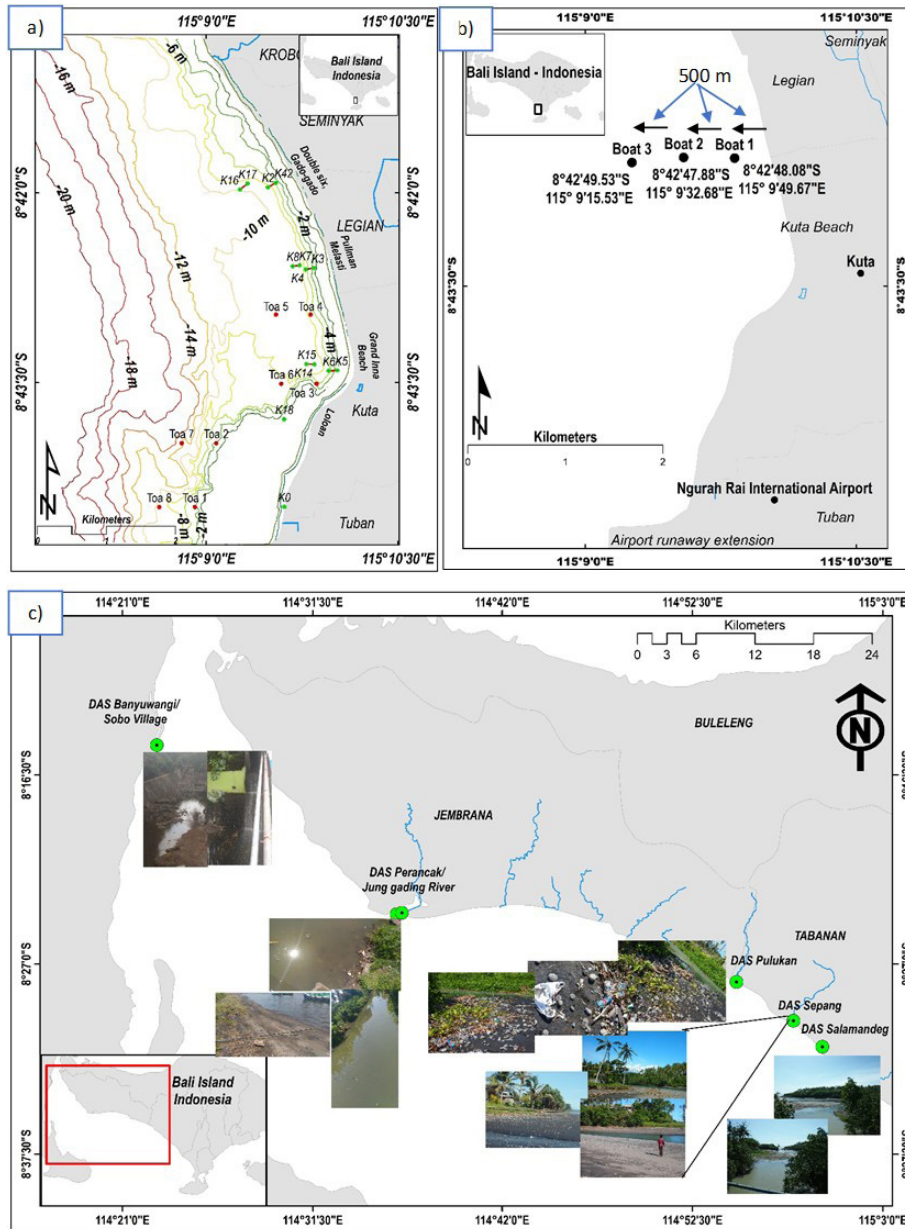 a)
115°9'0"E
115°10'30"E
-6 m
KROBO
Bali Island
Indonesia
-16 m
SEMINYAK
Double six,
Gado-gado
K17
K16
K2
K42
8°42'0"S
8°42'0"S
-20 m
-10 m
-2 m
LEGIAN
Pullman
Melasti
K8
K7
K3
K4
-12 m
Toa 5
Toa 4
-14 m
-4 m
Grand Inna
Beach
K15
K6
K5
-18 m
Toa 6
K14
8°43'30"S
Toa 3
Kuta
K18
Loloan
Toa 7
Toa 2
N
Toa 8
Toa 1
K0
Kilometers
-8 m
-2 m
Tuban
0
1
2
115°9'0"E
115°10'30"E
b)
115°9'0"E
115°10'30"E
Seminyak
Bali Island - Indonesia
500 m
Legian
Boat 3
Boat 2
Boat 1
8°42'49.53"S
115° 9'15.53"E
8°42'47.88"S
115° 9'32.68"E
8°42'48.08"S
115° 9'49.67"E
Kuta Beach
Kuta
8°43'30"S
8°43'30"S
N
Kilometers
0
1
2
Ngurah Rai International Airport
Tuban
Airport runaway extension
115°9'0"E
115°10'30"E
c)
114°21'0"E
114°31'30"E
114°42'0"E
114°52'30"E
115°3'0"E
Kilometers
0 3 6 12 18 24
DAS Banyuwangi/
Sobo Village
BULELENG
N
8°16'30"S
JEMBRANA
DAS Perancak/
Jung gading River
TABANAN
8°27'0"S
DAS Pulukan
DAS Sepang
DAS Salamandeg
Bali Island
Indonesia
8°37'30"S
114°21'0"E
114°31'30"E
114°42'0"E
114°52'30"E
115°3'0"E